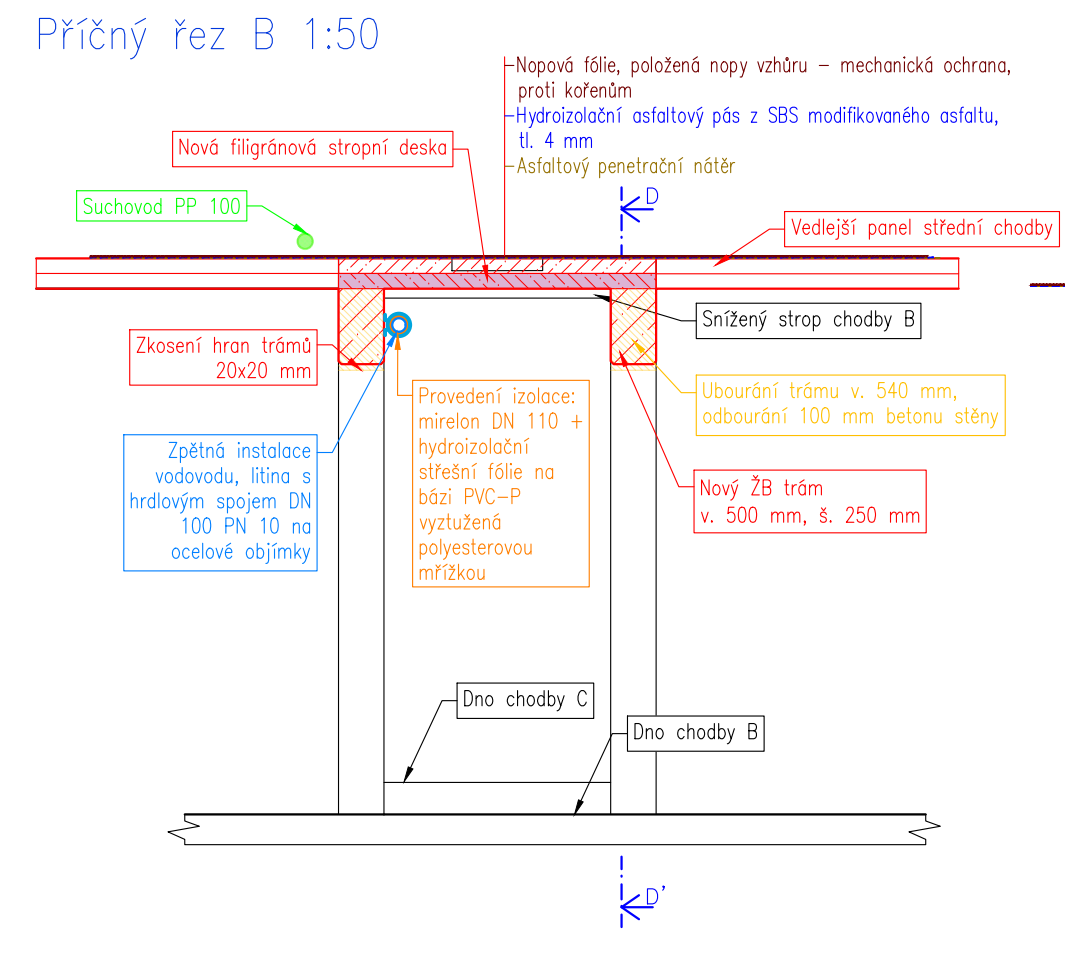 Příčný řez B 1:50
Nopová fólie, položená nopy vzhůru – mechanická ochrana,
proti kořenům
Hydroizolační asfaltový pás z SBS modifikovaného asfaltu,
tl. 4 mm
Asfaltový penetrační nátěr
Nová filigránová stropní deska
Suchovod PP 100
D
Vedlejší panel střední chodby
Snížený strop chodby B
Zkosení hran trámů
20x20 mm
Ubourání trámu v. 540 mm,
odbourání 100 mm betonu stěny
Provedení izolace:
mirelon DN 110 +
hydroizolační
střešní fólie na
bázi PVC–P
vyztužená
polyesterovou
mřížkou
Zpětná instalace
vodovodu, litina s
hrdlovým spojem DN
100 PN 10 na
ocelové objímky
Nový ŽB trám
v. 500 mm, š. 250 mm
Dno chodby C
Dno chodby B
D'